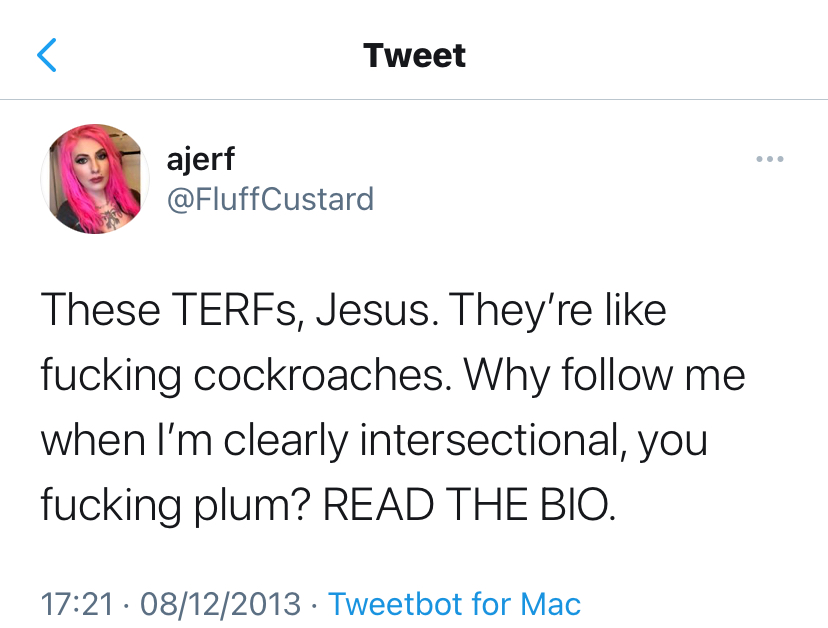 Tweet
ajerf
@FluffCustard
These TERFs, Jesus. They’re like
fucking cockroaches. Why follow me
when I’m clearly intersectional, you
fucking plum? READ THE BIO.
17:21 · 08/12/2013 · Tweetbot for Mac